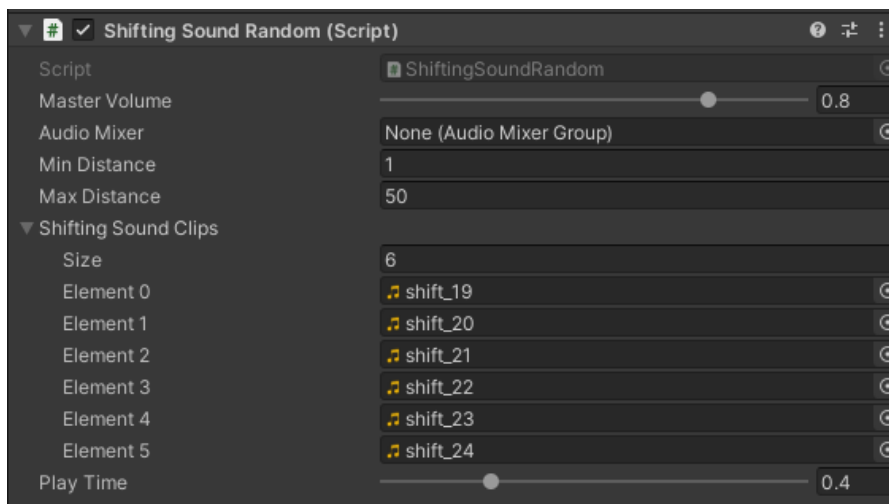 Shifting Sound Random (Script)
Script ShiftingSoundRandom
Master Volume 0.8
Audio Mixer None (Audio Mixer Group)
Min Distance 1
Max Distance 50
Shifting Sound Clips
Size 6
Element 0 shift_19
Element 1 shift_20
Element 2 shift_21
Element 3 shift_22
Element 4 shift_23
Element 5 shift_24
Play Time 0.4